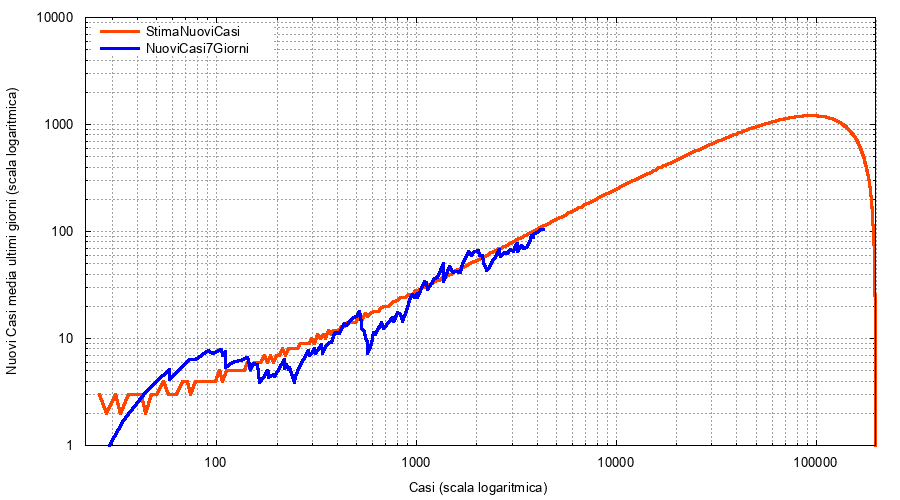 10000
StimaNuoviCasi
NuoviCasi7Giorni
1000
100
10
1
Nuovi Casi media ultimi giorni (scala logaritmica)
100
1000
10000
100000
Casi (scala logaritmica)